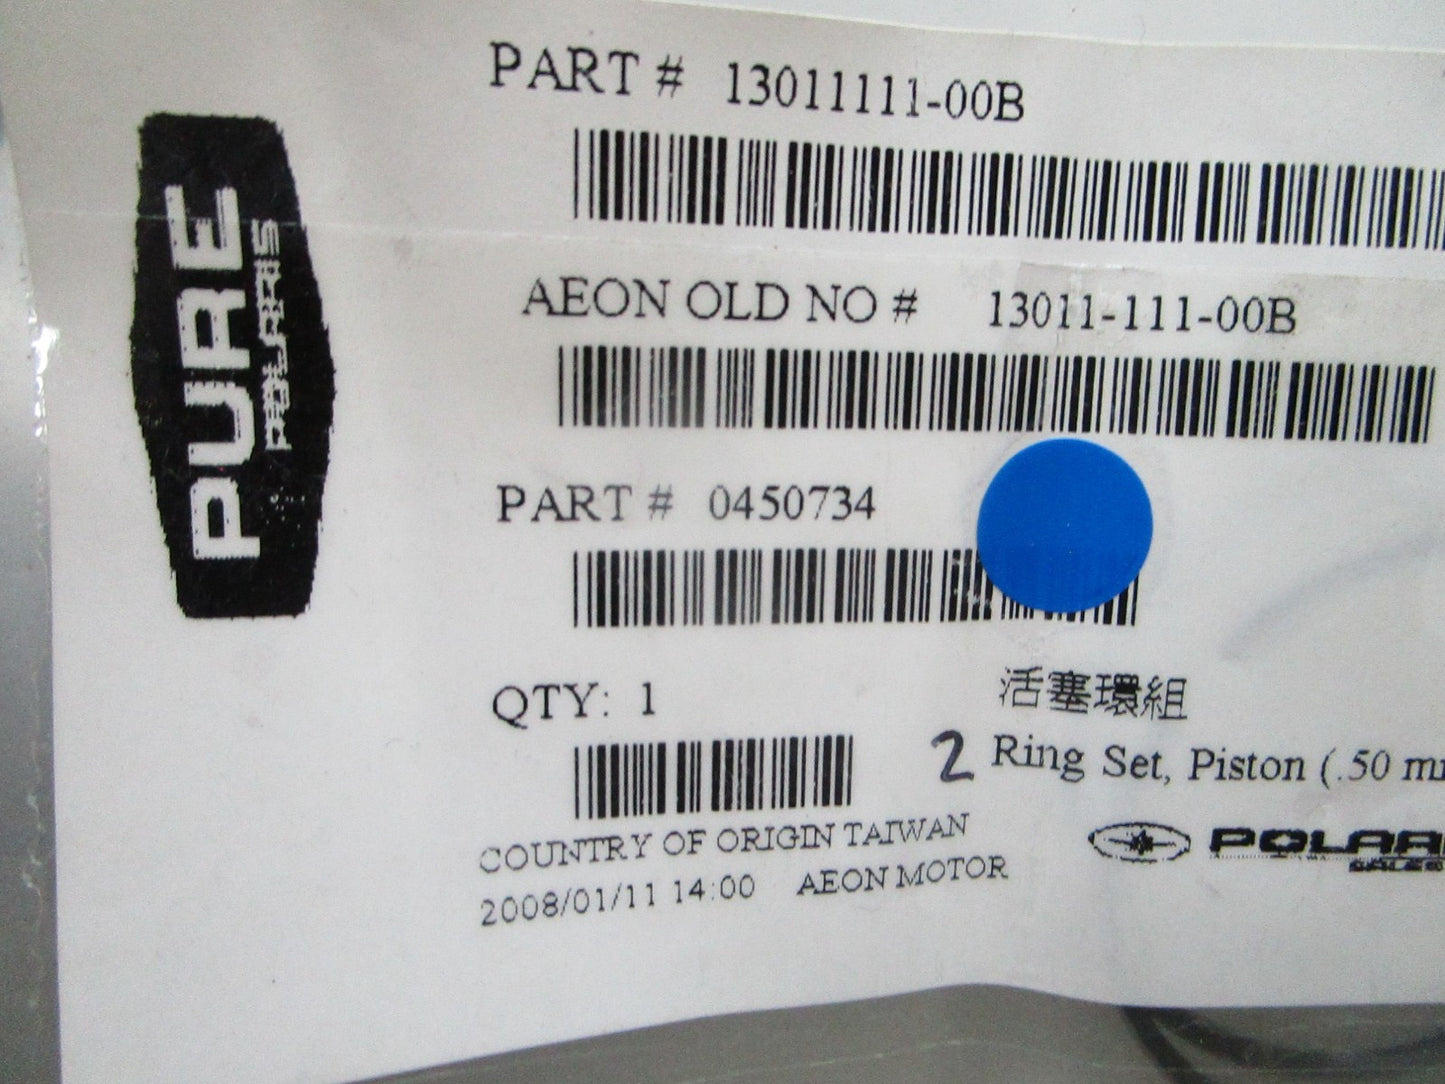 PURE
POLARIS
PART # 13011111-00B
AEON OLD NO # 13011-111-00B
PART # 0450734
QTY: 1
活塞環組
2 Ring Set, Piston (.50
COUNTRY OF ORIGIN TAIWAN
2008/01/11 14:00 AEON MOTOR